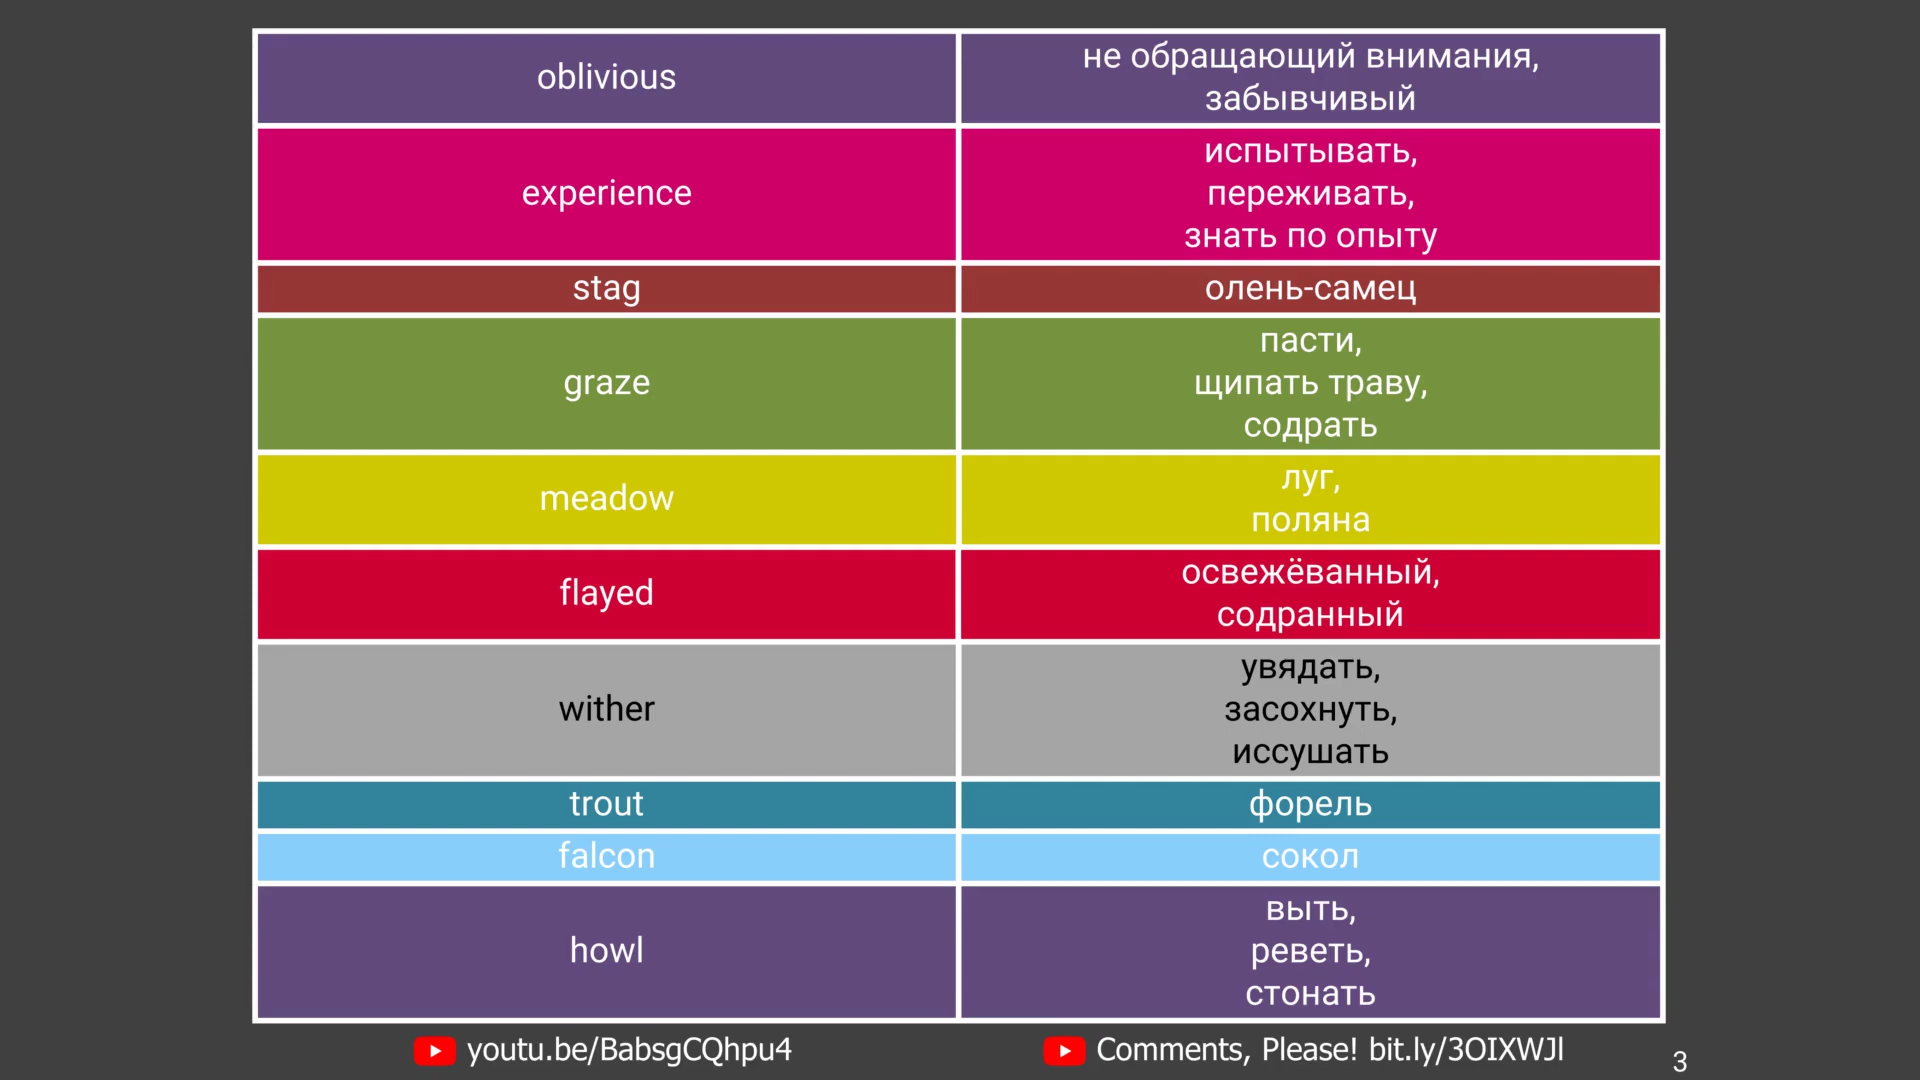 oblivious
не обращающий внимания,
забывчивый
experience
испытывать,
переживать,
знать по опыту
stag
олень-самец
graze
пасти,
щипать траву,
содрать
meadow
луг,
поляна
flayed
освежёванный,
содранный
wither
увядать,
засохнуть,
иссушать
trout
форель
falcon
сокол
howl
выть,
реветь,
стонать
youtu.be/BabsgCQhpu4
Comments, Please! bit.ly/3OIXWJl
3